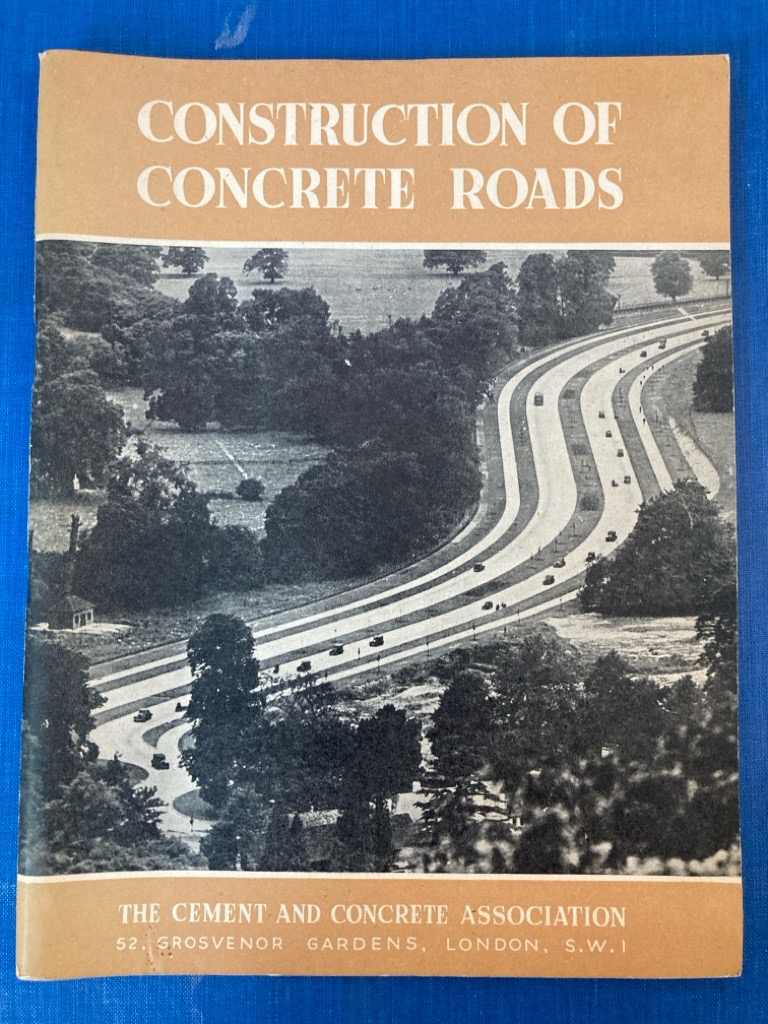 CONSTRUCTION OF
CONCRETE ROADS
THE CEMENT AND CONCRETE ASSOCIATION
52, GROSVENOR GARDENS, LONDON, S.W.1